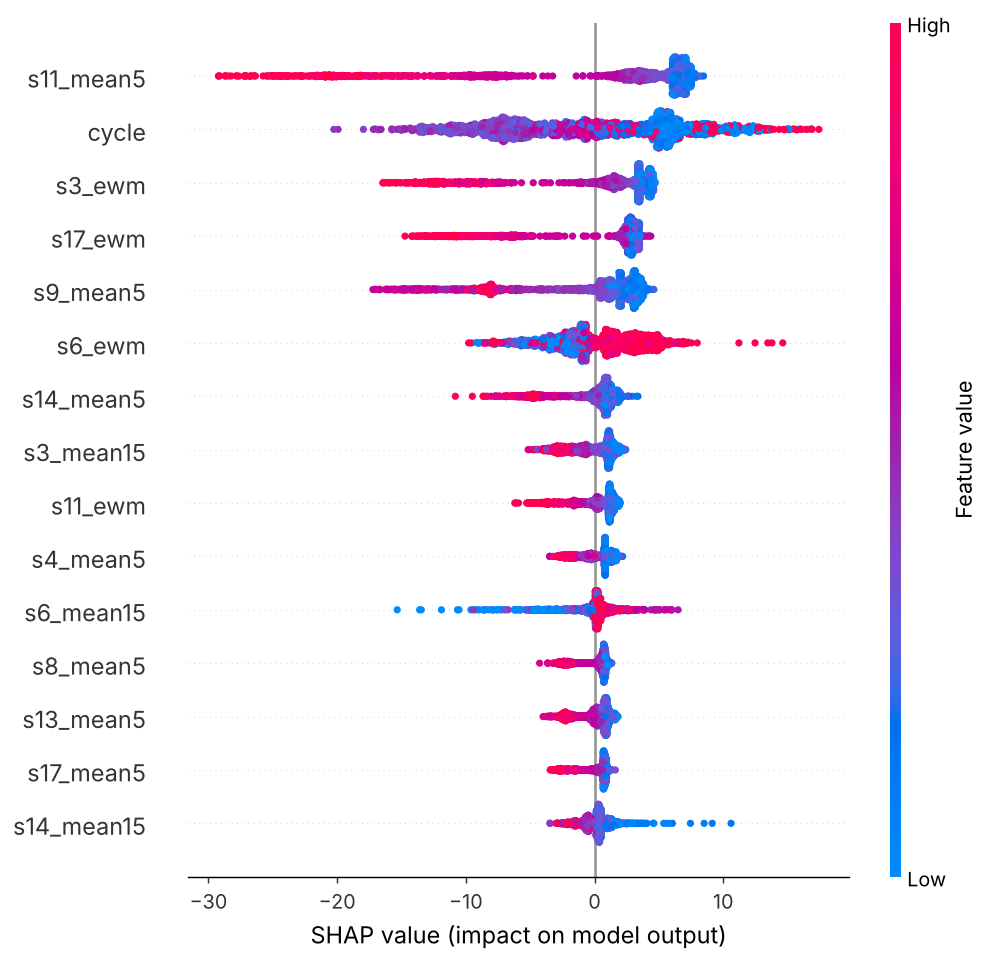 High
s11_mean5
cycle
s3_ewm
s17_ewm
s9_mean5
s6_ewm
s14_mean5
s3_mean15
s11_ewm
s4_mean5
s6_mean15
s8_mean5
s13_mean5
s17_mean5
s14_mean15
Feature value
Low
−30
−20
−10
0
10
SHAP value (impact on model output)